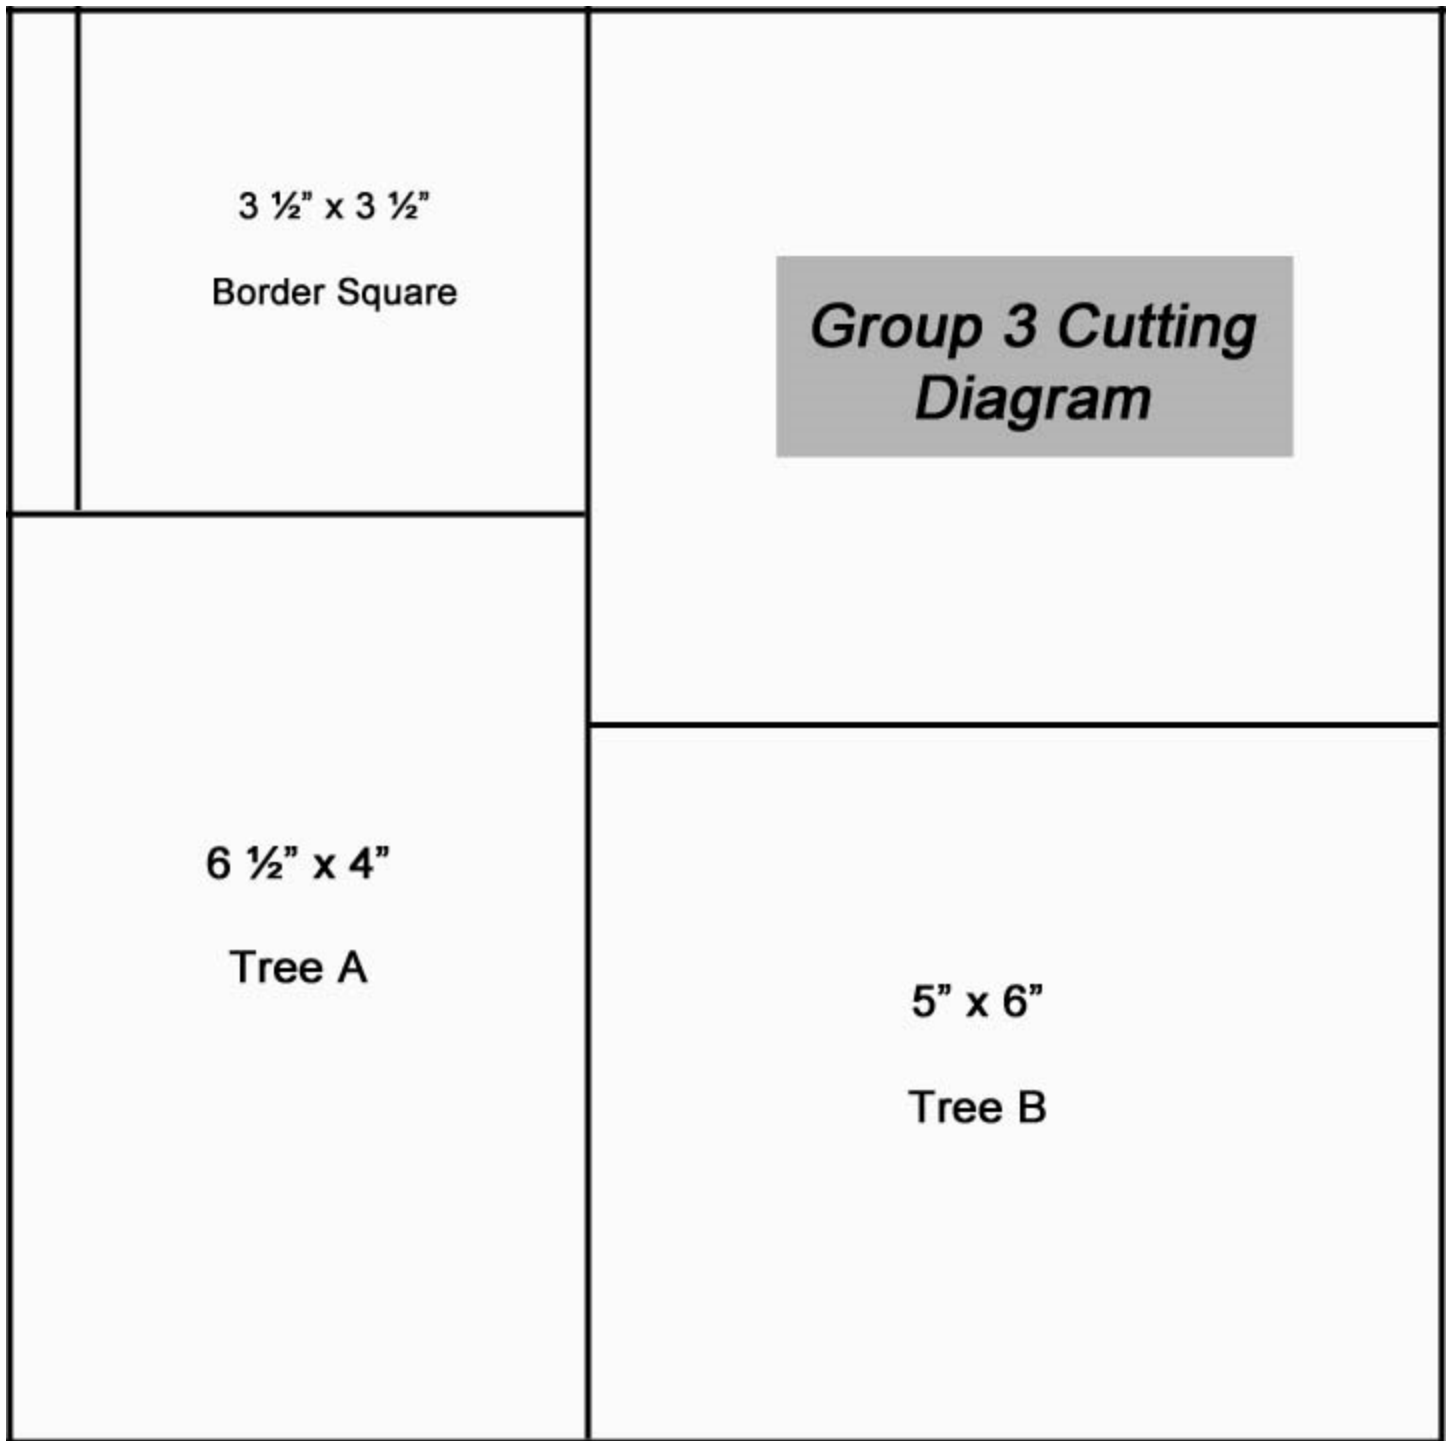 3 ½” x 3 ½”
Border Square
Group 3 Cutting
Diagram
6 ½” x 4”
Tree A
5” x 6”
Tree B